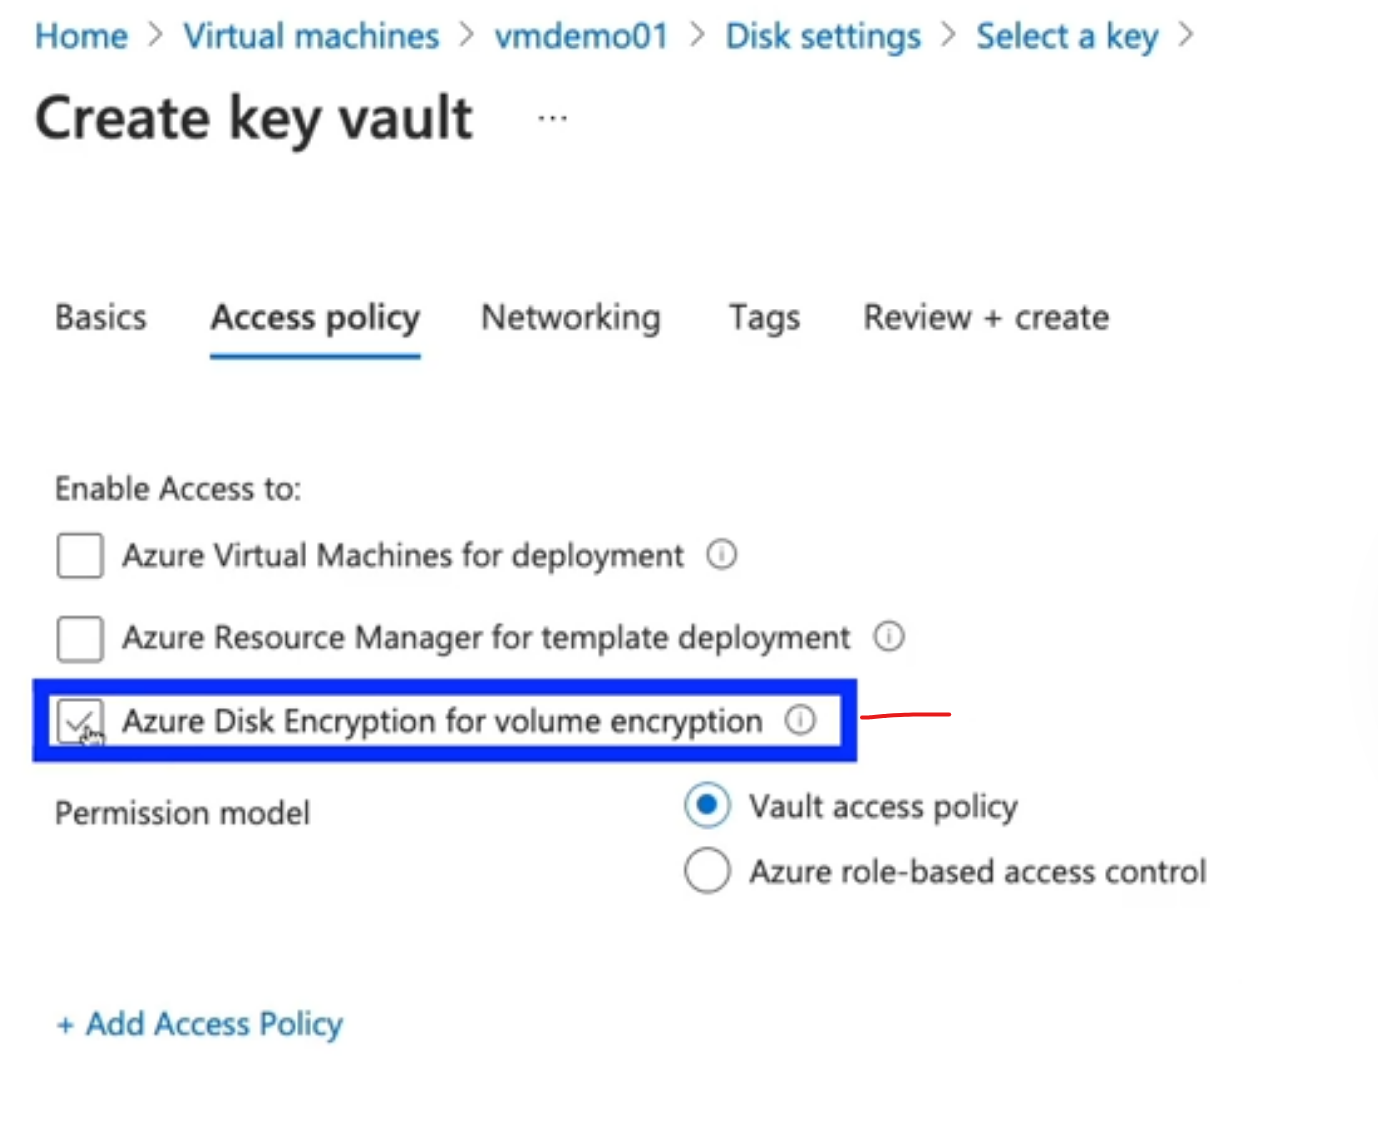 Home > Virtual machines > vmdemo01 > Disk settings > Select a key >
Create key vault ...
Basics Access policy Networking Tags Review + create
Enable Access to:
Azure Virtual Machines for deployment
Azure Resource Manager for template deployment
Azure Disk Encryption for volume encryption
Permission model
Vault access policy
Azure role-based access control
+ Add Access Policy